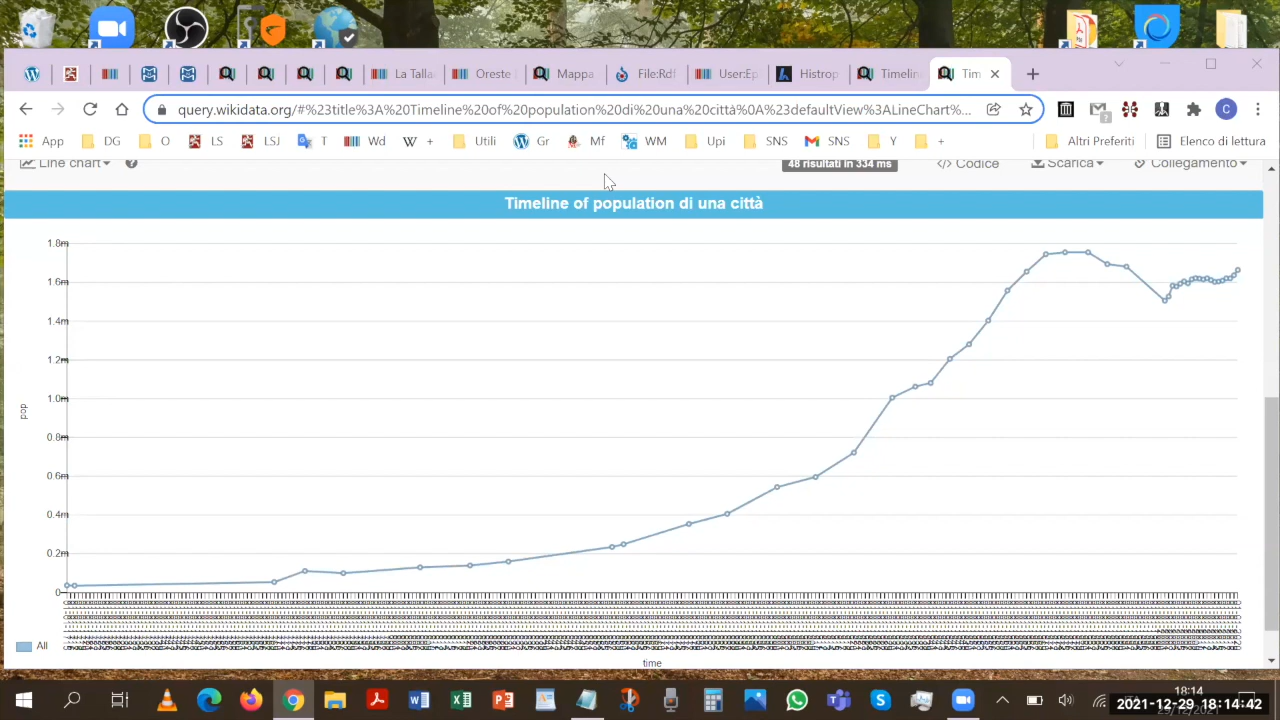 La Talla
Oreste
Mappa
File:Rdf
User:Ep
Histrop
Timelin
Tim
query.wikidata.org/#%23title%3A%20Timeline%20of%20population%20di%20una%20città%0A%23defaultView%3ALineChart%...
C
App
DG
O
LS
LSJ
T
Wd
+
Utili
Gr
Mf
WM
Upi
SNS
SNS
Y
+
Altri Preferiti
Elenco di lettura
Line chart
48 risultati in 334 ms
</> Codice
Scarica
Collegamento
Timeline of population di una città
1.8m
1.6m
1.4m
1.2m
1.0m
0.8m
0.6m
0.4m
0.2m
0
pop
All
time
18:14
2021-12-29 18:14:42